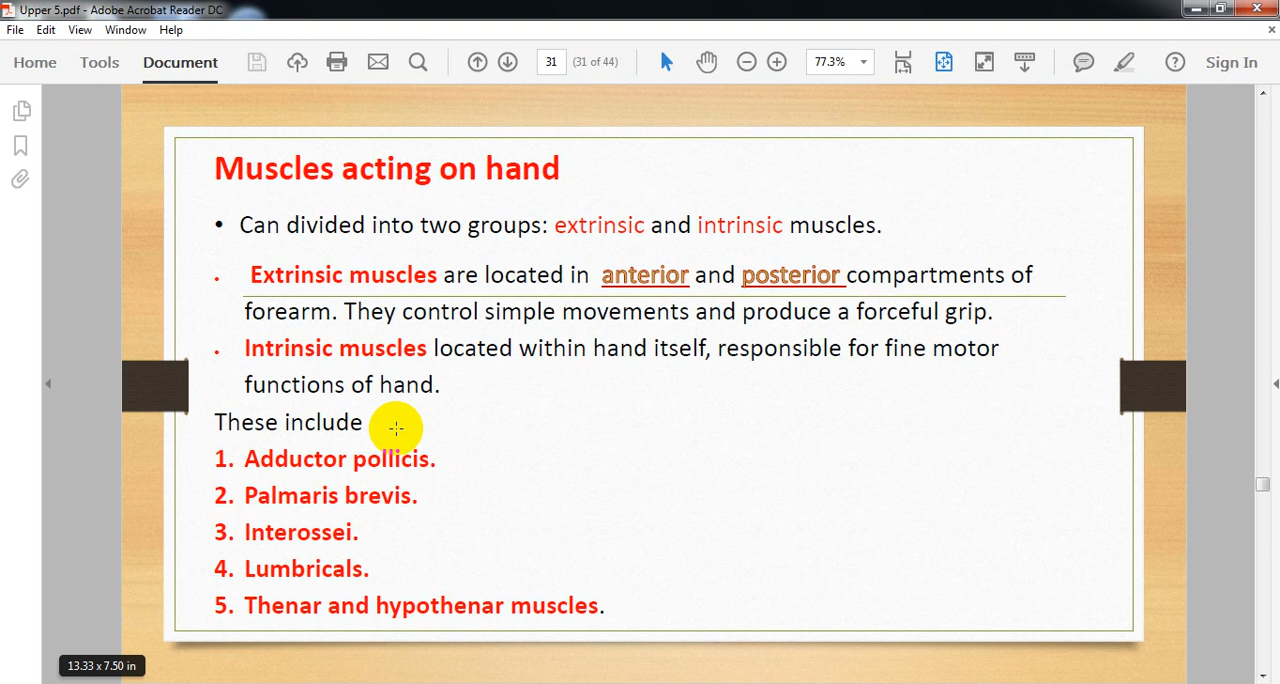 Upper 5.pdf - Adobe Acrobat Reader DC
File Edit View Window Help
Home Tools Document 31 (31 of 44) 77.3% Sign In
Muscles acting on hand
• Can divided into two groups: extrinsic and intrinsic muscles.
• Extrinsic muscles are located in anterior and posterior compartments of
forearm. They control simple movements and produce a forceful grip.
• Intrinsic muscles located within hand itself, responsible for fine motor
functions of hand.
These include
1. Adductor pollicis.
2. Palmaris brevis.
3. Interossei.
4. Lumbricals.
5. Thenar and hypothenar muscles.
13.33 x 7.50 in